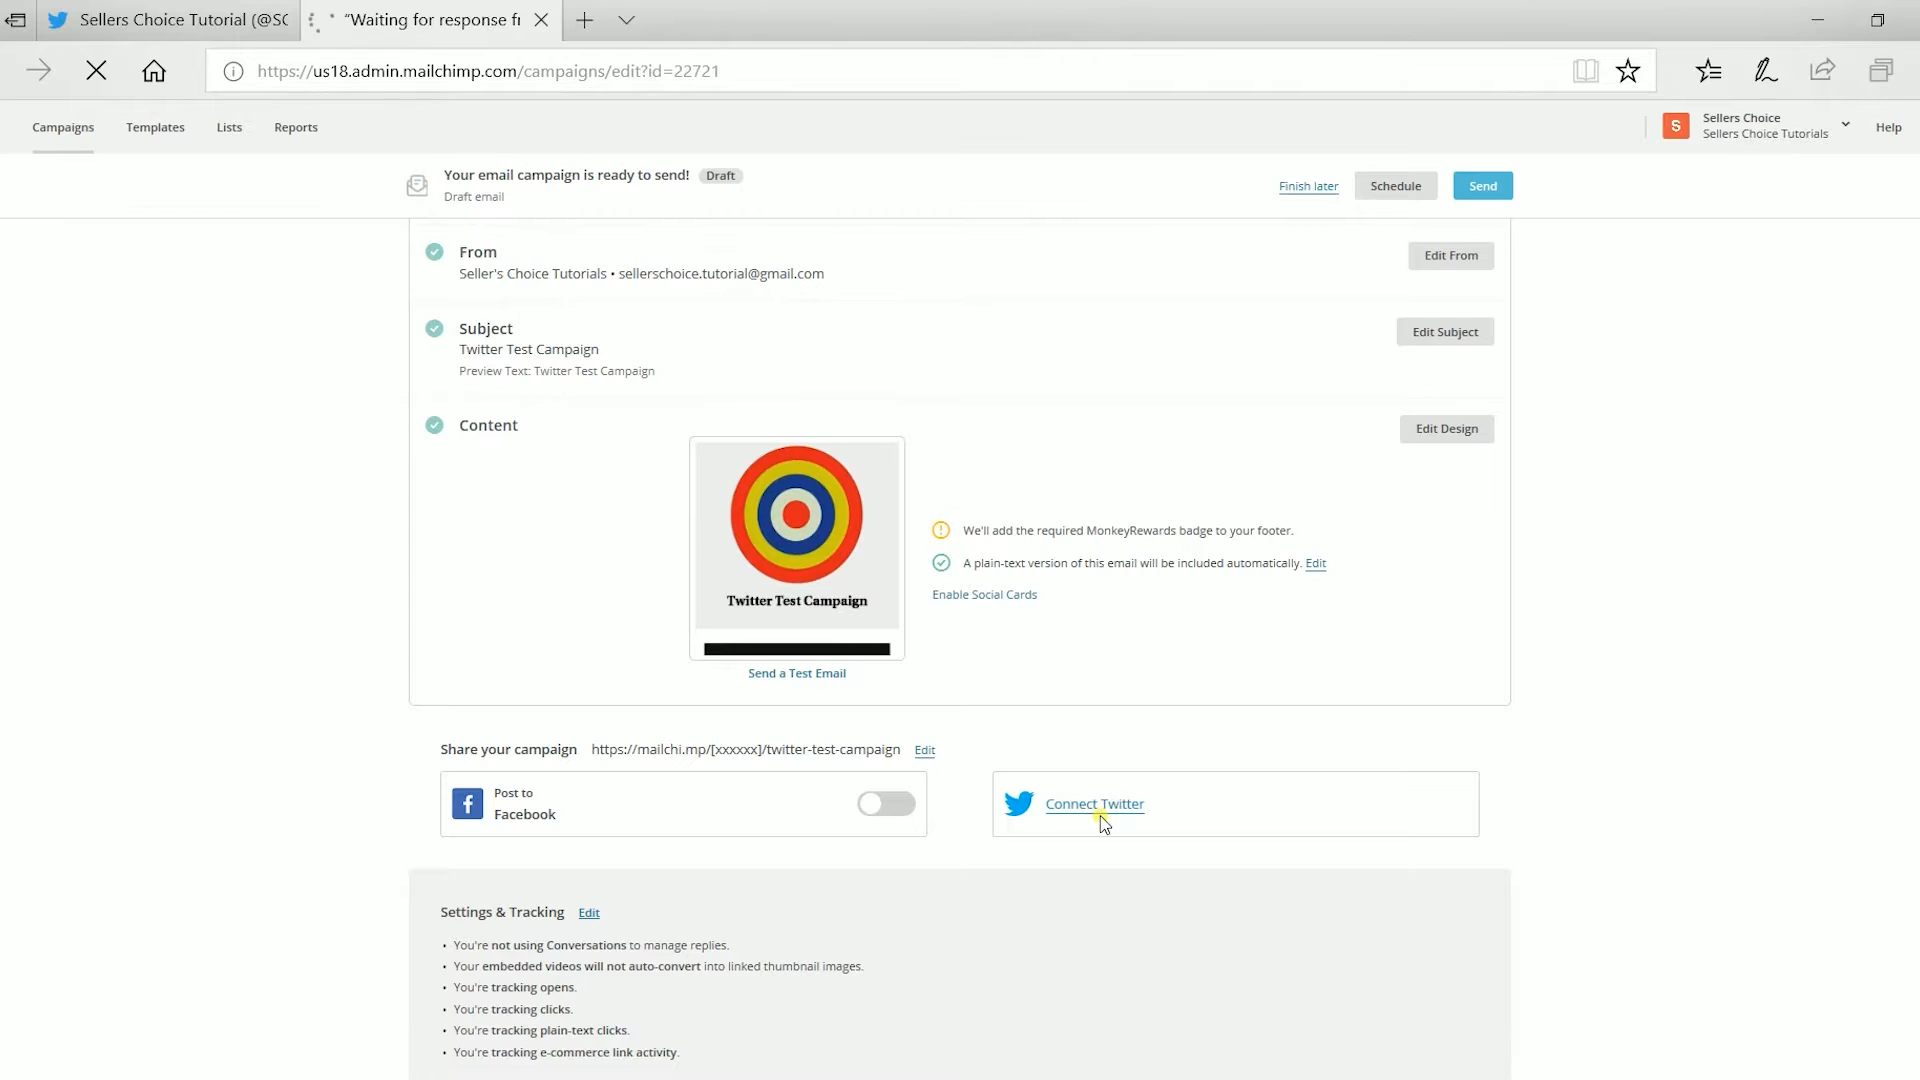 Sellers Choice Tutorial (@SC
"Waiting for response fr
https://us18.admin.mailchimp.com/campaigns/edit?id=22721
Campaigns
Templates
Lists
Reports
S
Sellers Choice
Sellers Choice Tutorials
Help
Your email campaign is ready to send!
Draft
Draft email
Finish later
Schedule
Send
From
Seller's Choice Tutorials • sellerschoice.tutorial@gmail.com
Edit From
Subject
Twitter Test Campaign
Preview Text: Twitter Test Campaign
Edit Subject
Content
Edit Design
Twitter Test Campaign
We'll add the required MonkeyRewards badge to your footer.
A plain-text version of this email will be included automatically. Edit
Enable Social Cards
Send a Test Email
Share your campaign https://mailchi.mp/[xxxxxx]/twitter-test-campaign Edit
Post to
Facebook
Connect Twitter
Settings & Tracking Edit
• You're not using Conversations to manage replies.
• Your embedded videos will not auto-convert into linked thumbnail images.
• You're tracking opens.
• You're tracking clicks.
• You're tracking plain-text clicks.
• You're tracking e-commerce link activity.